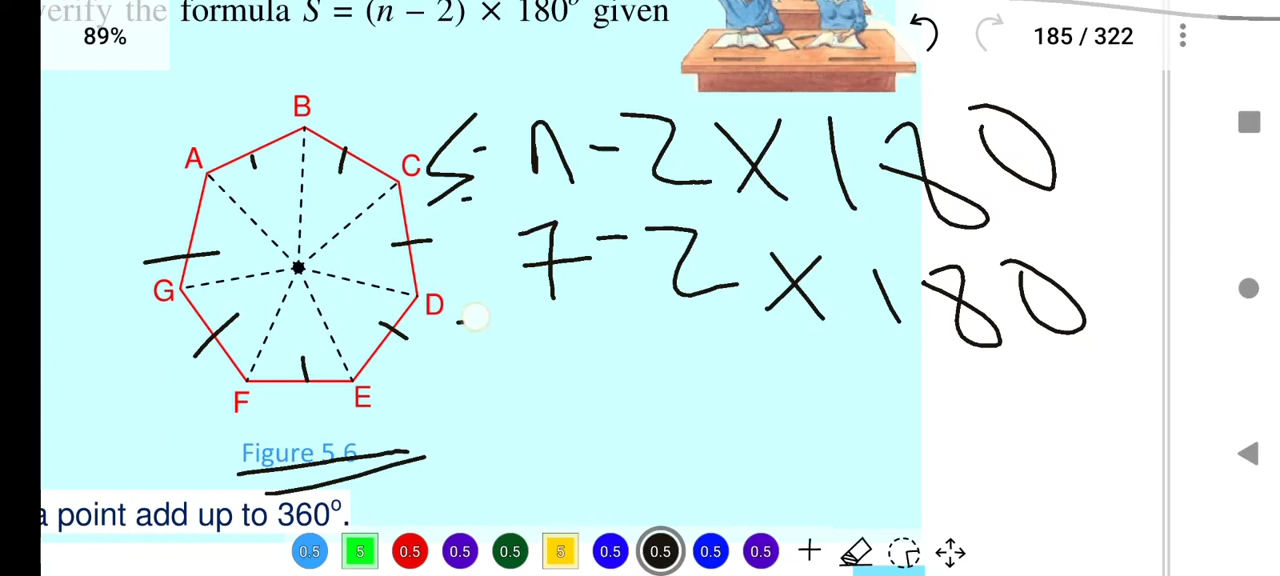 verify the formula S = (n – 2) × 180° given
89%
185 / 322
B
A
C
S = n - 2 × 180
7 - 2 × 180
G
D
F
E
Figure 5.6
a point add up to 360°.
0.5 5 0.5 0.5 0.5 5 0.5 0.5 0.5 0.5